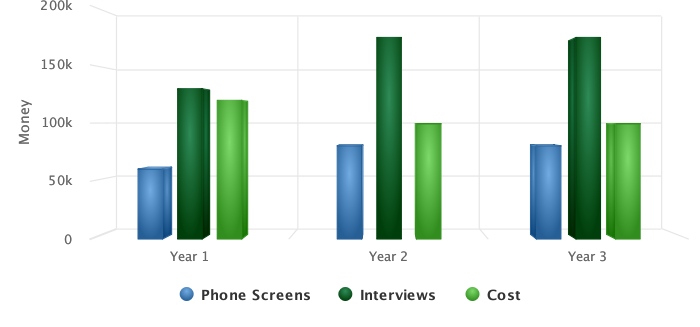 200k
150k
100k
50k
0
Money
Year 1 Year 2 Year 3
Phone Screens Interviews Cost